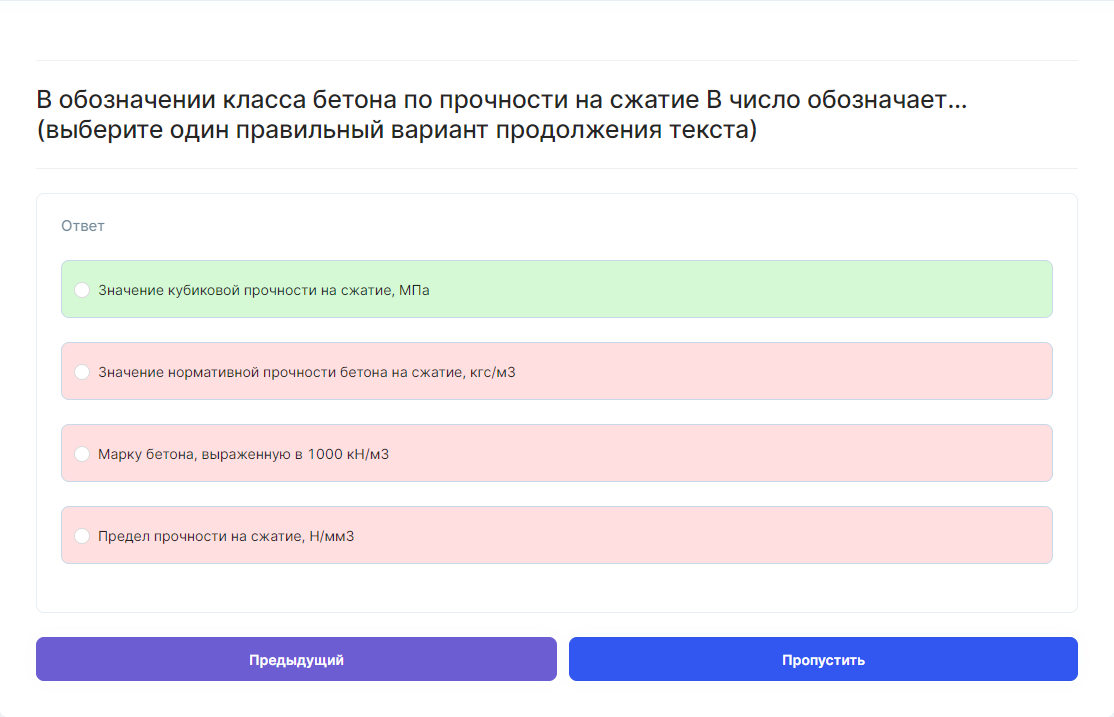 В обозначении класса бетона по прочности на сжатие В число обозначает...
(выберите один правильный вариант продолжения текста)
Ответ
Значение кубиковой прочности на сжатие, МПа
Значение нормативной прочности бетона на сжатие, кгс/м3
Марку бетона, выраженную в 1000 кН/м3
Предел прочности на сжатие, Н/мм3
Предыдущий
Пропустить